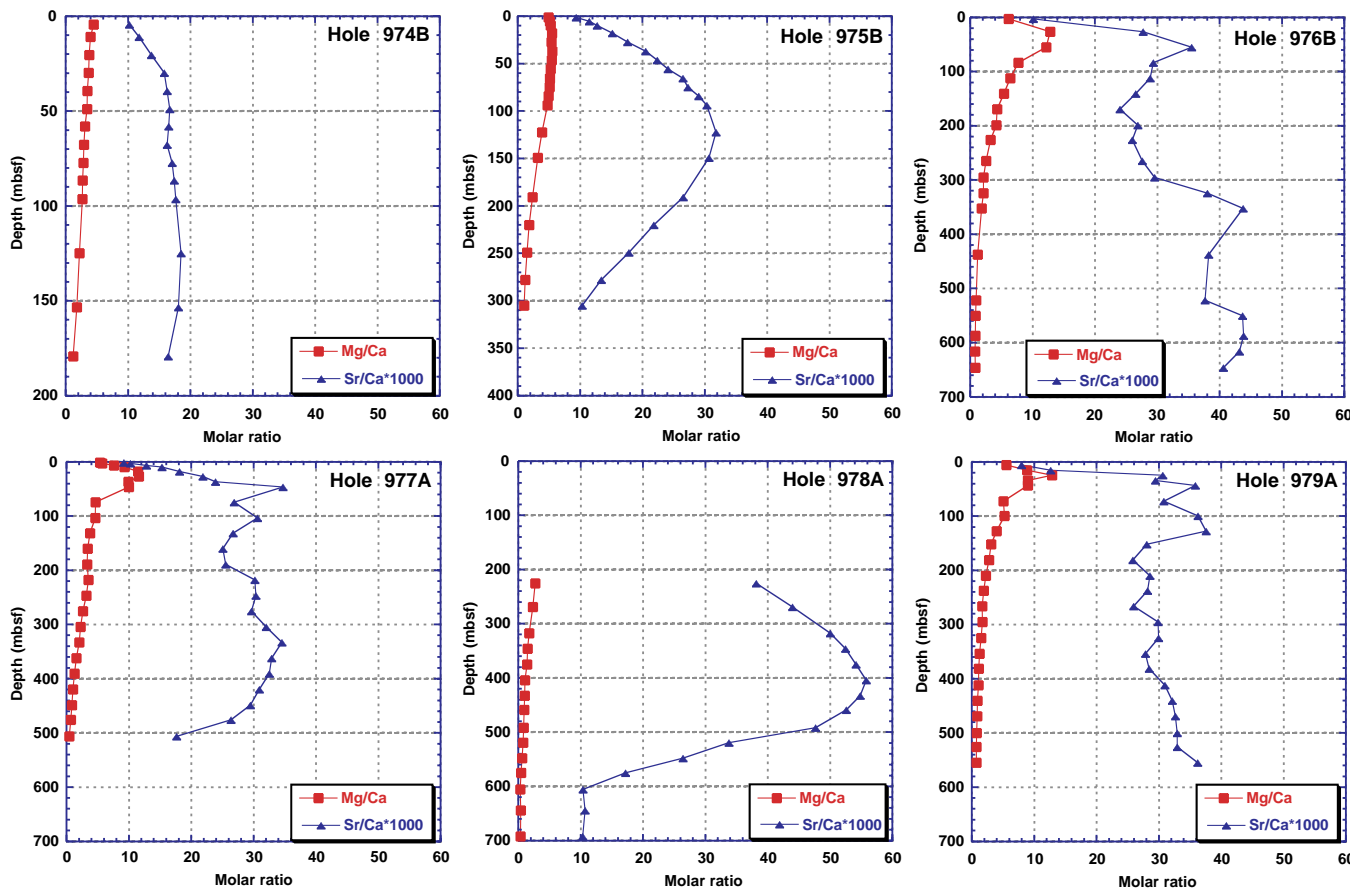 Hole 974B
0
50
100
150
200
Depth (mbsf)
Mg/Ca
Sr/Ca*1000
0 10 20 30 40 50 60
Molar ratio
Hole 975B
0
50
100
150
200
250
300
350
400
Depth (mbsf)
Mg/Ca
Sr/Ca*1000
0 10 20 30 40 50 60
Molar ratio
Hole 976B
0
100
200
300
400
500
600
700
Depth (mbsf)
Mg/Ca
Sr/Ca*1000
0 10 20 30 40 50 60
Molar ratio
Hole 977A
0
100
200
300
400
500
600
700
Depth (mbsf)
Mg/Ca
Sr/Ca*1000
0 10 20 30 40 50 60
Molar ratio
Hole 978A
0
100
200
300
400
500
600
700
Depth (mbsf)
Mg/Ca
Sr/Ca*1000
0 10 20 30 40 50 60
Molar ratio
Hole 979A
0
100
200
300
400
500
600
700
Depth (mbsf)
Mg/Ca
Sr/Ca*1000
0 10 20 30 40 50 60
Molar ratio